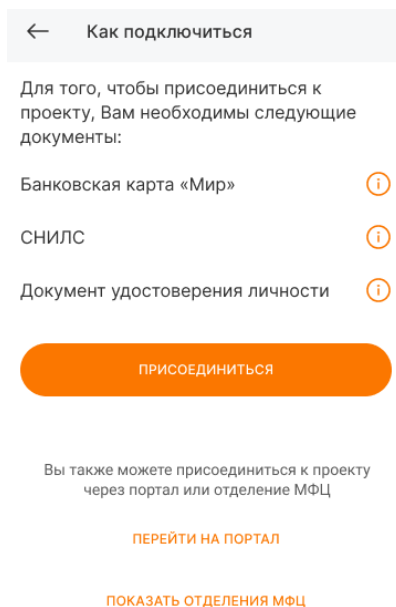 Как подключиться
Для того, чтобы присоединиться к
проекту, Вам необходимы следующие
документы:
Банковская карта «Мир»
СНИЛС
Документ удостоверения личности
ПРИСОЕДИНИТЬСЯ
Вы также можете присоединиться к проекту
через портал или отделение МФЦ
ПЕРЕЙТИ НА ПОРТАЛ
ПОКАЗАТЬ ОТДЕЛЕНИЯ МФЦ